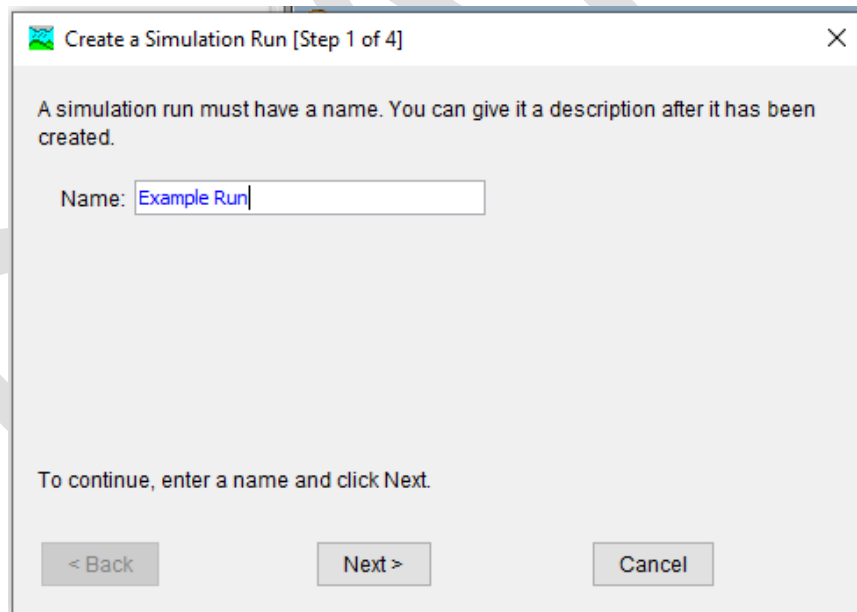 Create a Simulation Run [Step 1 of 4]
A simulation run must have a name. You can give it a description after it has been
created.
Name: Example Run
To continue, enter a name and click Next.
< Back Next > Cancel